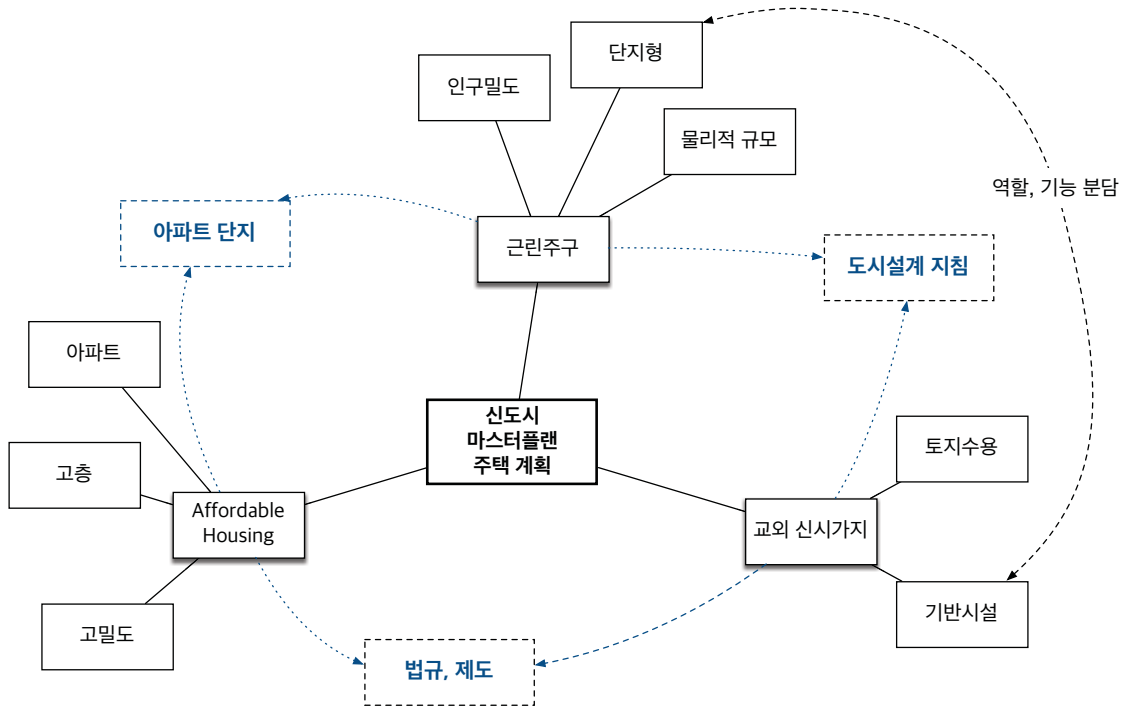 단지형
인구밀도
물리적 규모
역할, 기능 분담
아파트 단지
근린주구
도시설계 지침
아파트
신도시
마스터플랜
주택 계획
토지수용
고층
Affordable
Housing
교외 신시가지
고밀도
기반시설
법규, 제도